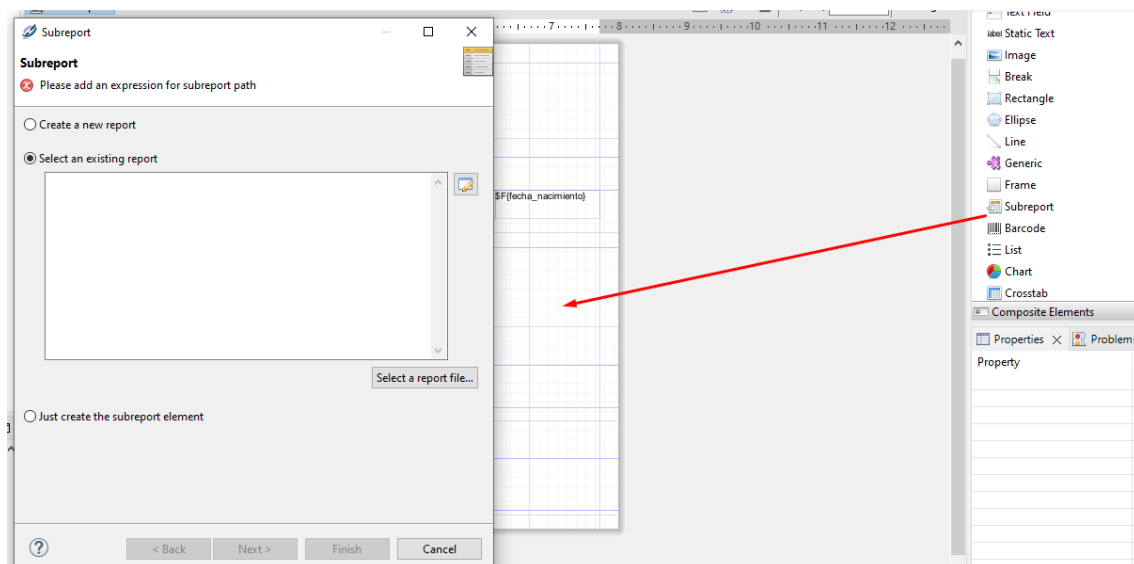 Subreport
Subreport
Please add an expression for subreport path
Create a new report
Select an existing report
Select a report file...
Just create the subreport element
< Back
Next >
Finish
Cancel
7
8
9
10
11
12
$F{fecha_nacimiento}
Text Field
label Static Text
Image
Break
Rectangle
Ellipse
Line
Generic
Frame
Subreport
Barcode
List
Chart
Crosstab
Composite Elements
Properties
Problems
Property